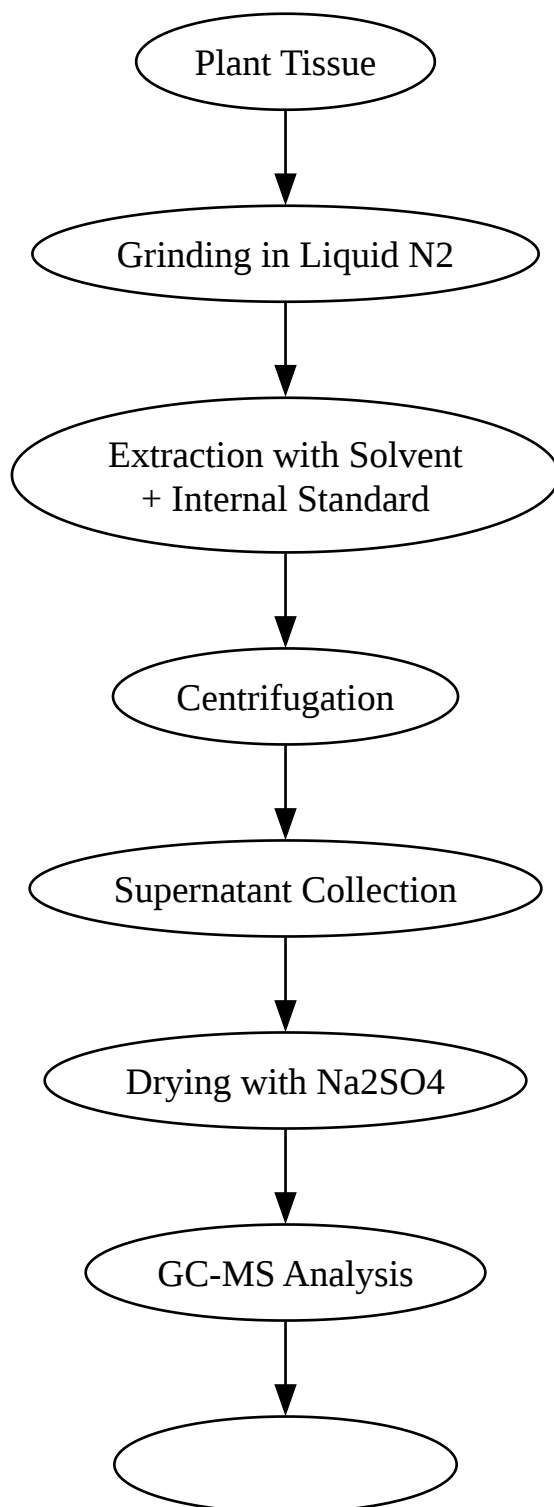 Plant Tissue
Grinding in Liquid N2
Extraction with Solvent
+ Internal Standard
Centrifugation
Supernatant Collection
Drying with Na2SO4
GC-MS Analysis